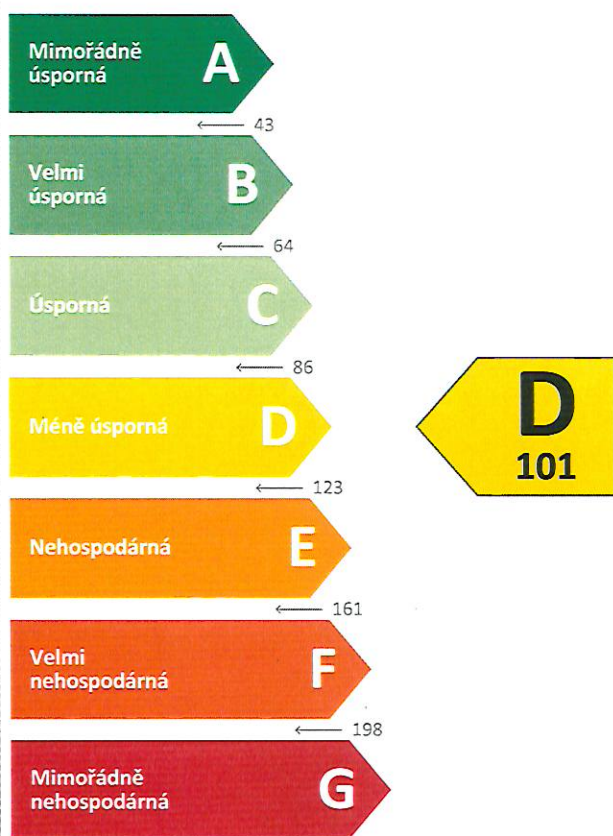 Mimořádně
úsporná
A
← 43
Velmi
úsporná
B
← 64
Úsporná
C
← 86
Méně úsporná
D
← 123
D
101
Nehospodárná
E
← 161
Velmi
nehospodárná
F
← 198
Mimořádně
nehospodárná
G